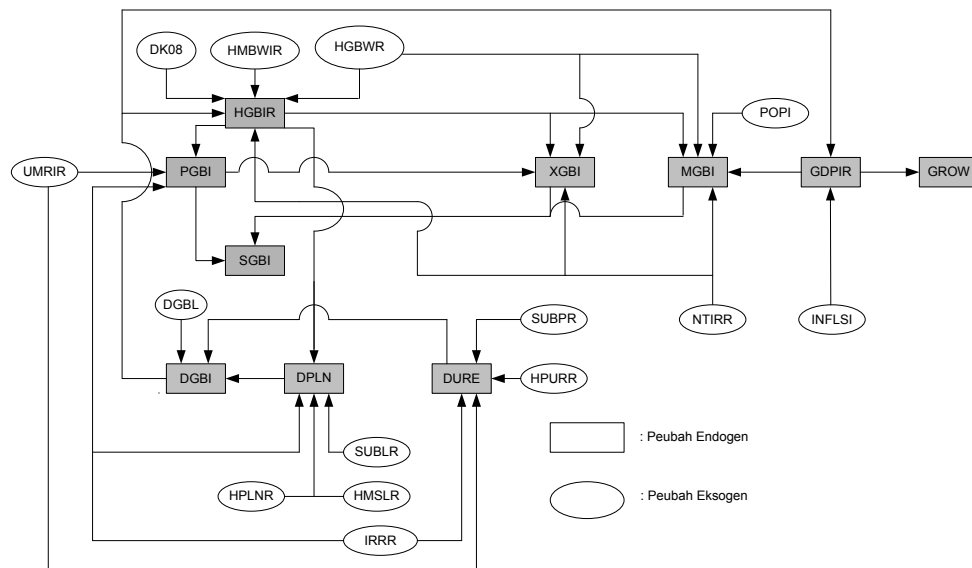 DK08
HMBWIR
HGBWR
HGBIR
POPI
UMRIR
PGBI
XGBI
MGBI
GDPIR
GROW
SGBI
DGBL
SUBPR
NTIRR
INFLSI
DGBI
DPLN
DURE
HPURR
: Peubah Endogen
SUBLR
HPLNR
HMSLR
: Peubah Eksogen
IRRR